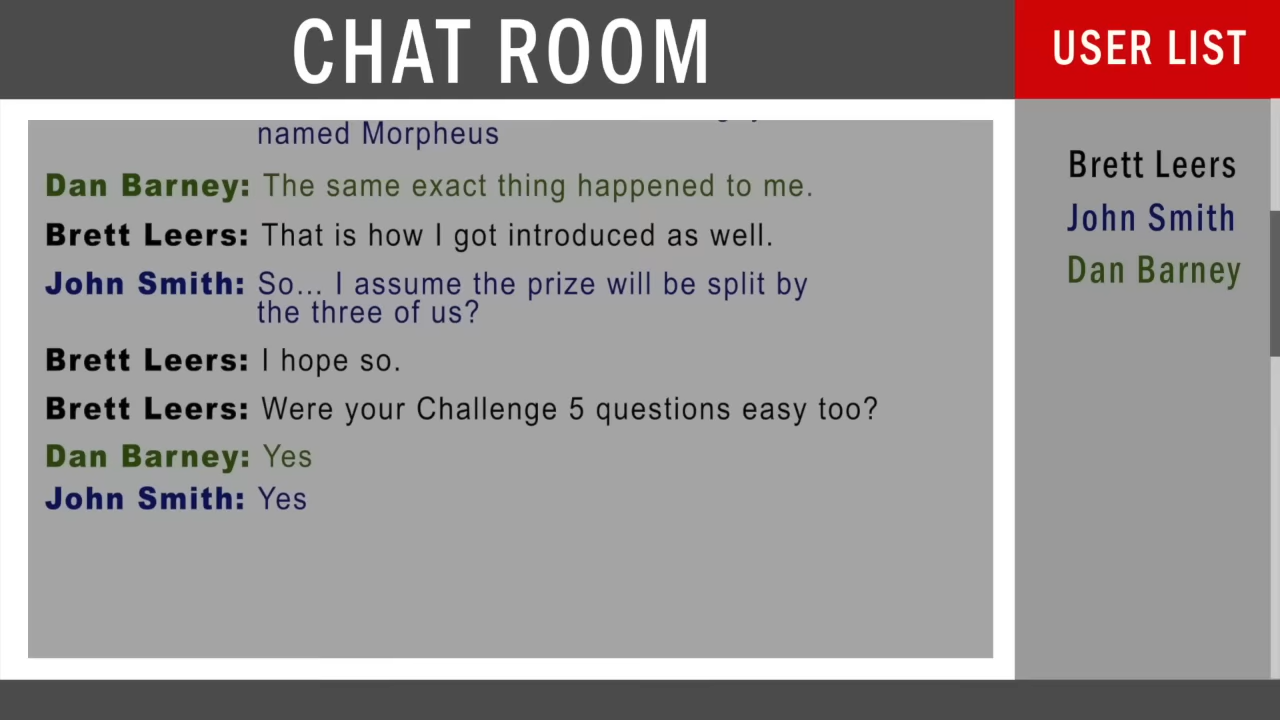 CHAT ROOM
USER LIST
named Morpheus
Dan Barney: The same exact thing happened to me.
Brett Leers: That is how I got introduced as well.
John Smith: So... I assume the prize will be split by
the three of us?
Brett Leers: I hope so.
Brett Leers: Were your Challenge 5 questions easy too?
Dan Barney: Yes
John Smith: Yes
Brett Leers
John Smith
Dan Barney